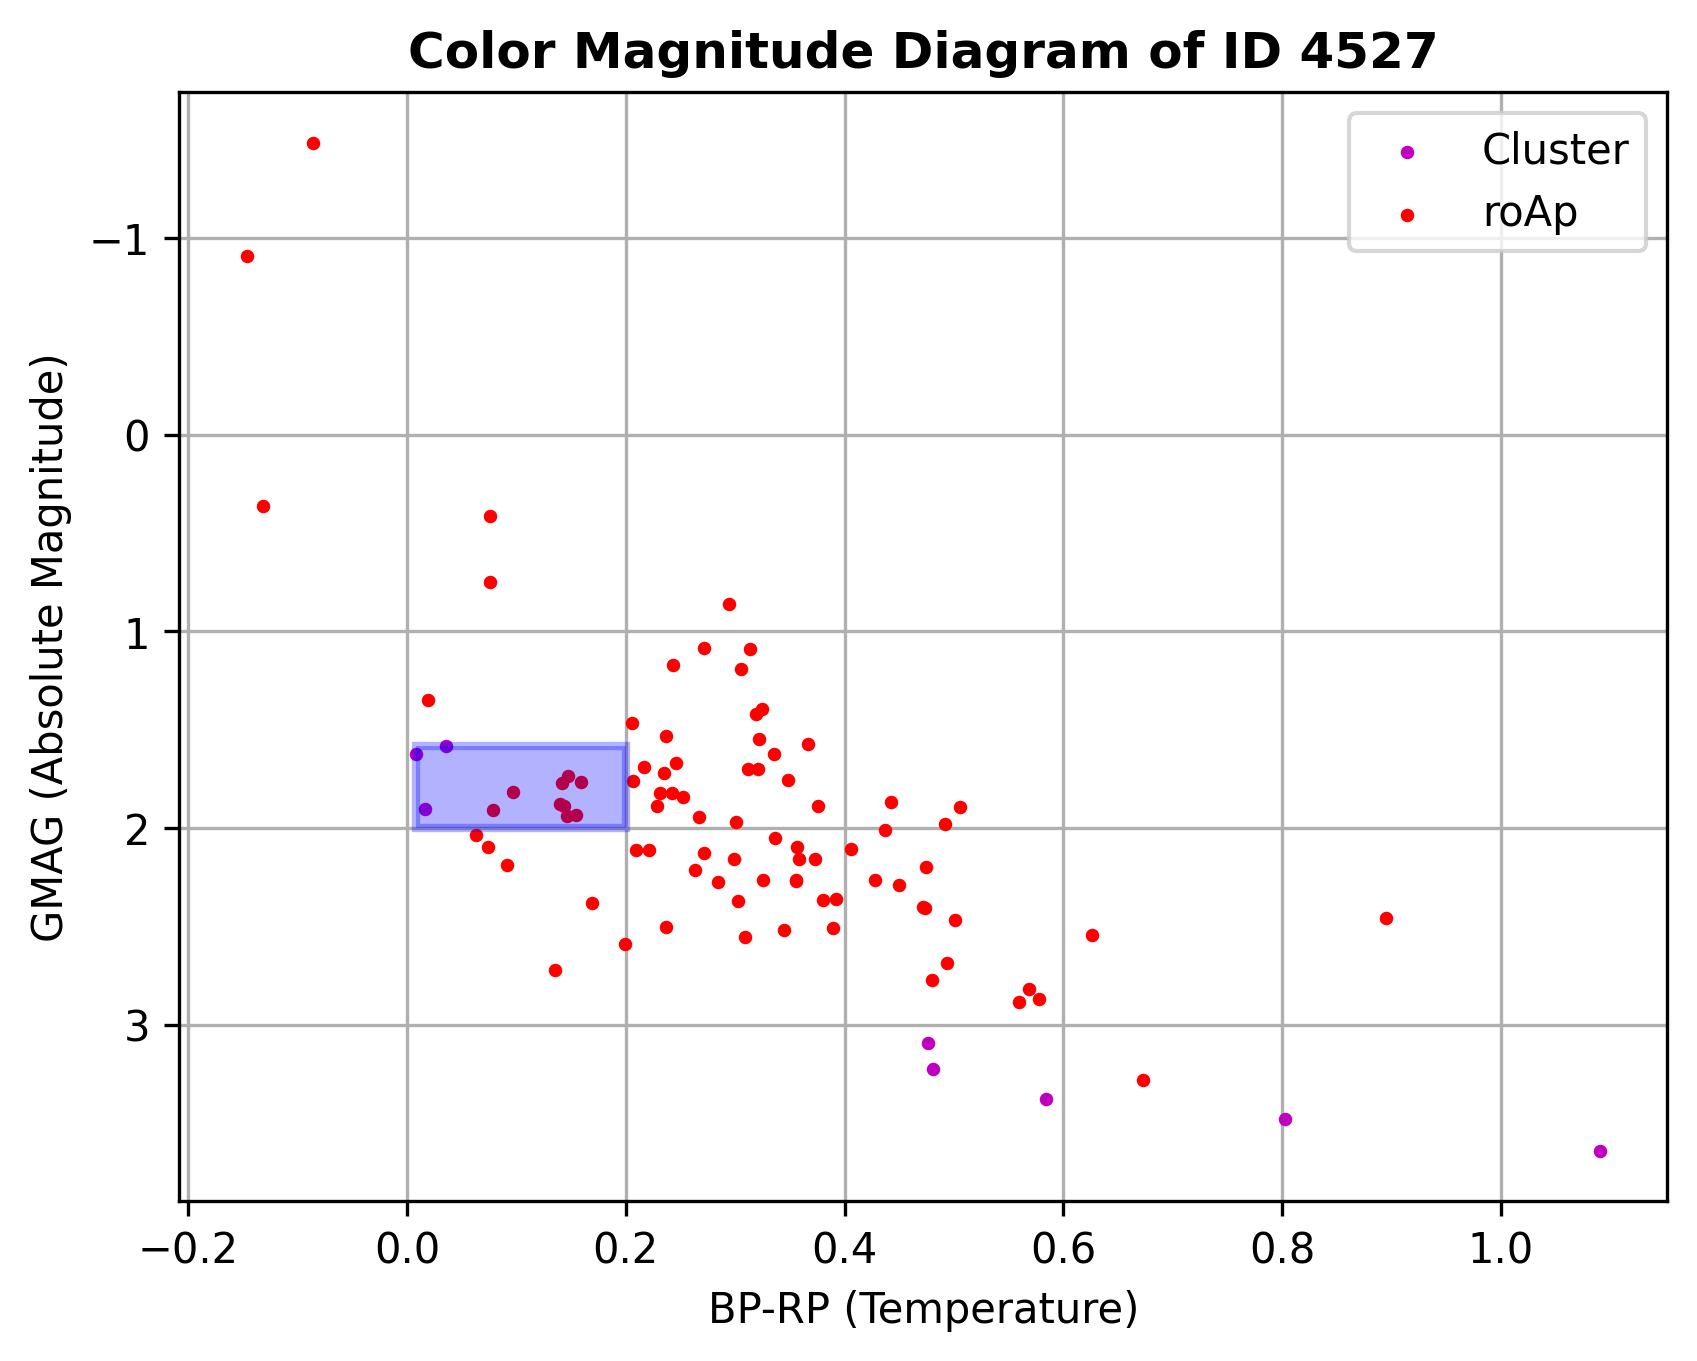 Color Magnitude Diagram of ID 4527
Cluster
roAp
GMAG (Absolute Magnitude)
−1
0
1
2
3
−0.2 0.0 0.2 0.4 0.6 0.8 1.0
BP-RP (Temperature)